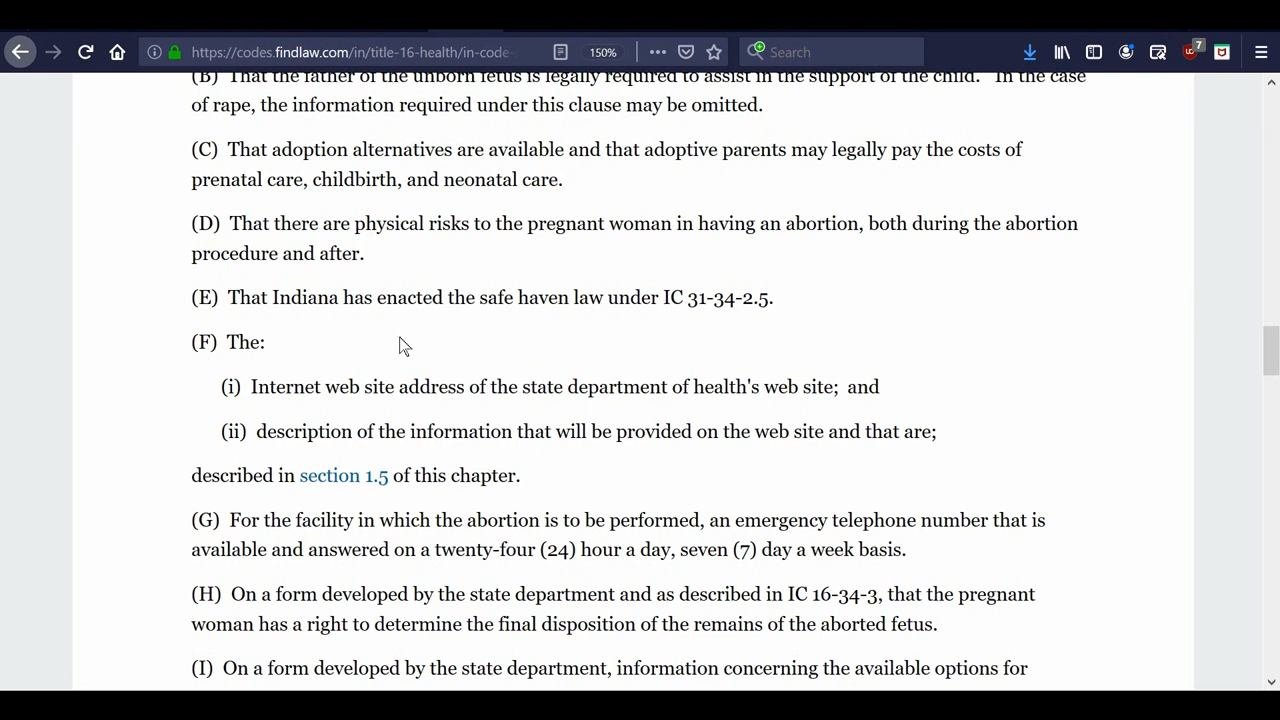 https://codes.findlaw.com/in/title-16-health/in-code-
150%
Search
7
(B) That the father of the unborn fetus is legally required to assist in the support of the child. In the case
of rape, the information required under this clause may be omitted.
(C) That adoption alternatives are available and that adoptive parents may legally pay the costs of
prenatal care, childbirth, and neonatal care.
(D) That there are physical risks to the pregnant woman in having an abortion, both during the abortion
procedure and after.
(E) That Indiana has enacted the safe haven law under IC 31-34-2.5.
(F) The:
(i) Internet web site address of the state department of health's web site; and
(ii) description of the information that will be provided on the web site and that are;
described in section 1.5 of this chapter.
(G) For the facility in which the abortion is to be performed, an emergency telephone number that is
available and answered on a twenty-four (24) hour a day, seven (7) day a week basis.
(H) On a form developed by the state department and as described in IC 16-34-3, that the pregnant
woman has a right to determine the final disposition of the remains of the aborted fetus.
(I) On a form developed by the state department, information concerning the available options for